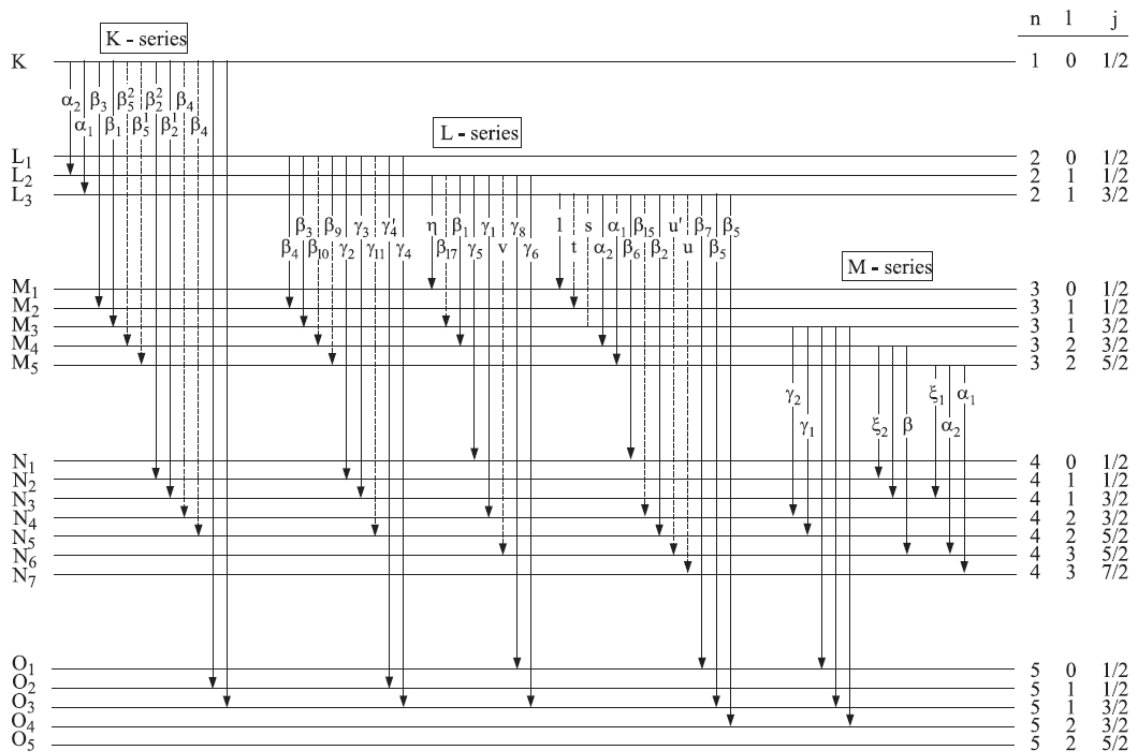 n l j
K - series
K 1 0 1/2
α₂ β₃ β₅² β₂² β₄
α₁ β₁ β₅¹ β₂¹ β₄
L - series
L₁ 2 0 1/2
L₂ 2 1 1/2
L₃ 2 1 3/2
β₃ β₉ γ₃ γ₄′ η β₁ γ₁ γ₈ l s α₁ β₁₅ u' β₇ β₅
β₄ β₁₀ γ₂ γ₁₁ γ₄ β₁₇ γ₅ v γ₆ t α₂ β₆ β₂ u β₅
M - series
M₁ 3 0 1/2
M₂ 3 1 1/2
M₃ 3 1 3/2
M₄ 3 2 3/2
M₅ 3 2 5/2
γ₂ ξ₁ α₁
γ₁ ξ₂ β α₂
N₁ 4 0 1/2
N₂ 4 1 1/2
N₃ 4 1 3/2
N₄ 4 2 3/2
N₅ 4 2 5/2
N₆ 4 3 5/2
N₇ 4 3 7/2
O₁ 5 0 1/2
O₂ 5 1 1/2
O₃ 5 1 3/2
O₄ 5 2 3/2
O₅ 5 2 5/2